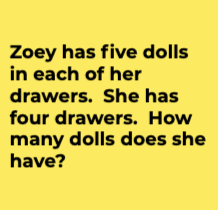 Zoey has five dolls
in each of her
drawers.  She has
four drawers.  How
many dolls does she
have?